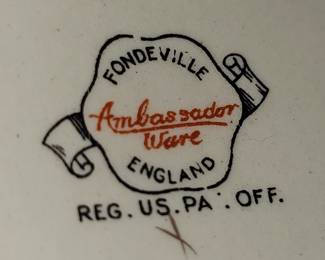 FONDEVILLE
Ambassador
Ware
ENGLAND
REG. US. PA . OFF.